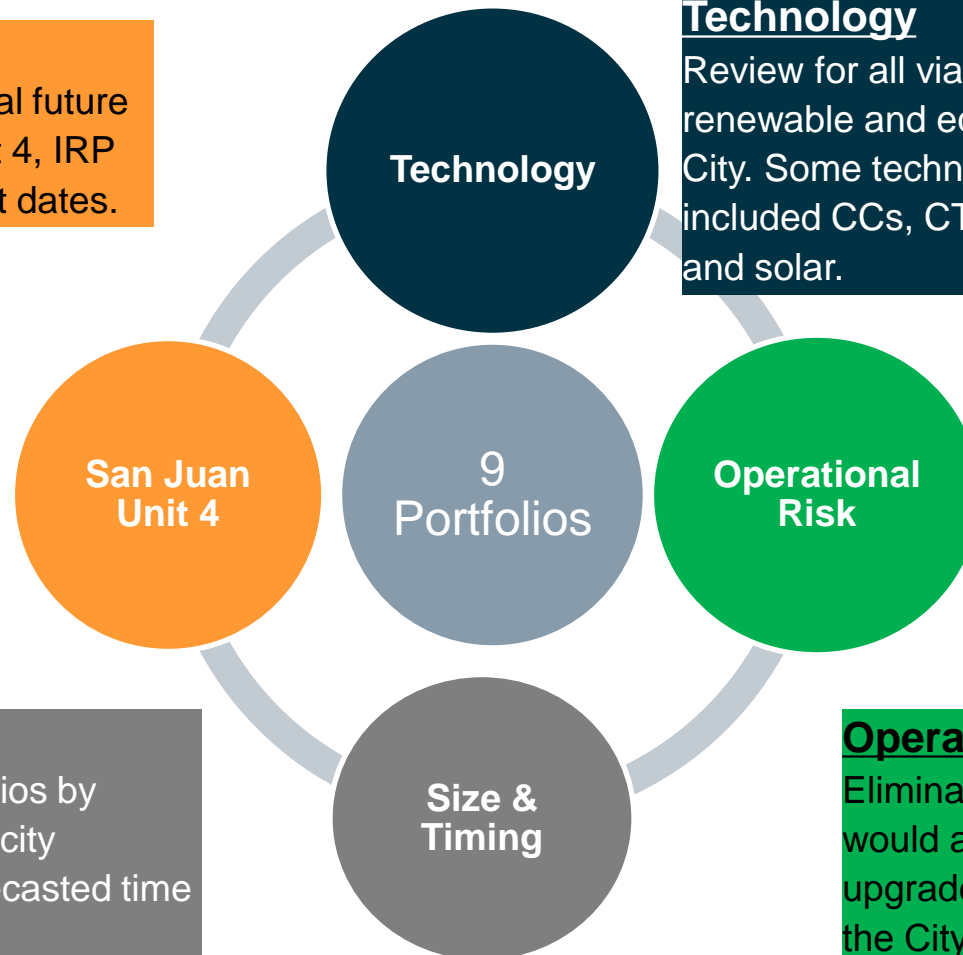 al future
4, IRP
t dates.
Technology
Review for all via
renewable and ec
City. Some techn
included CCs, CT
and solar.
Technology
San Juan
Unit 4
9
Portfolios
Operational
Risk
Size &
Timing
ios by
city
casted time
Opera
Elimina
would a
upgrade
the City